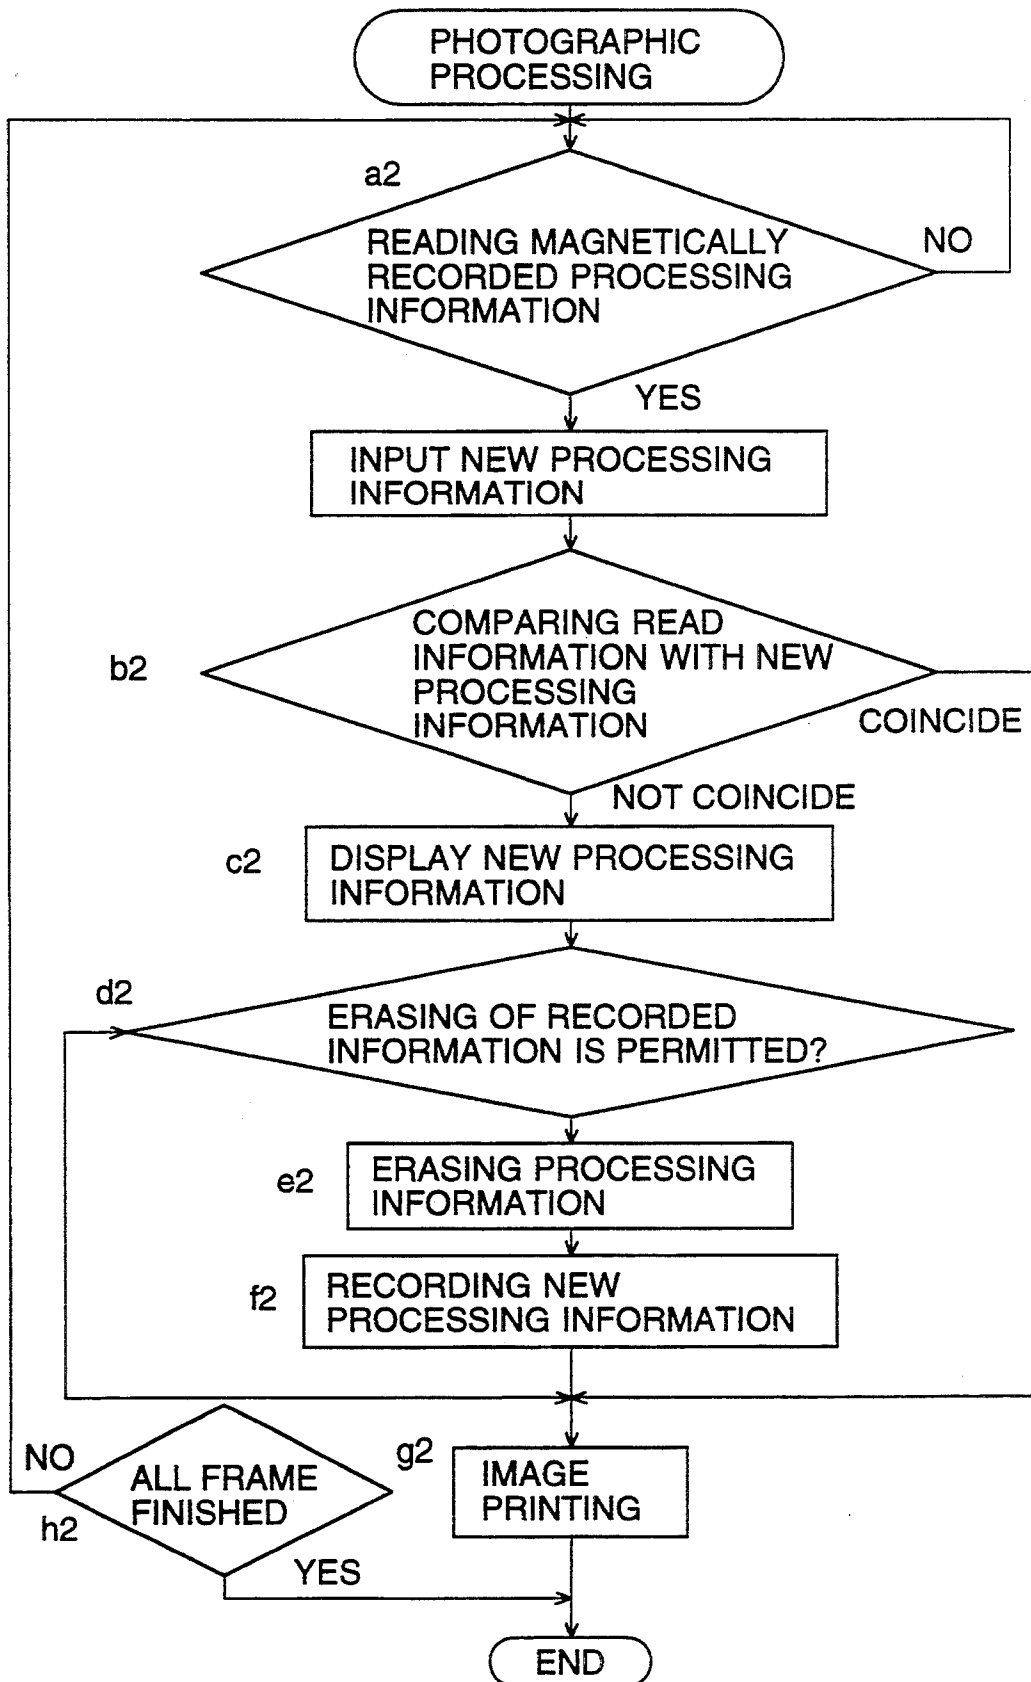 PHOTOGRAPHIC
PROCESSING
a2
READING MAGNETICALLY
RECORDED PROCESSING
INFORMATION
NO
YES
INPUT NEW PROCESSING
INFORMATION
b2
COMPARING READ
INFORMATION WITH NEW
PROCESSING
INFORMATION
COINCIDE
NOT COINCIDE
c2
DISPLAY NEW PROCESSING
INFORMATION
d2
ERASING OF RECORDED
INFORMATION IS PERMITTED?
e2
ERASING PROCESSING
INFORMATION
f2
RECORDING NEW
PROCESSING INFORMATION
NO
ALL FRAME
FINISHED
h2
YES
g2
IMAGE
PRINTING
END